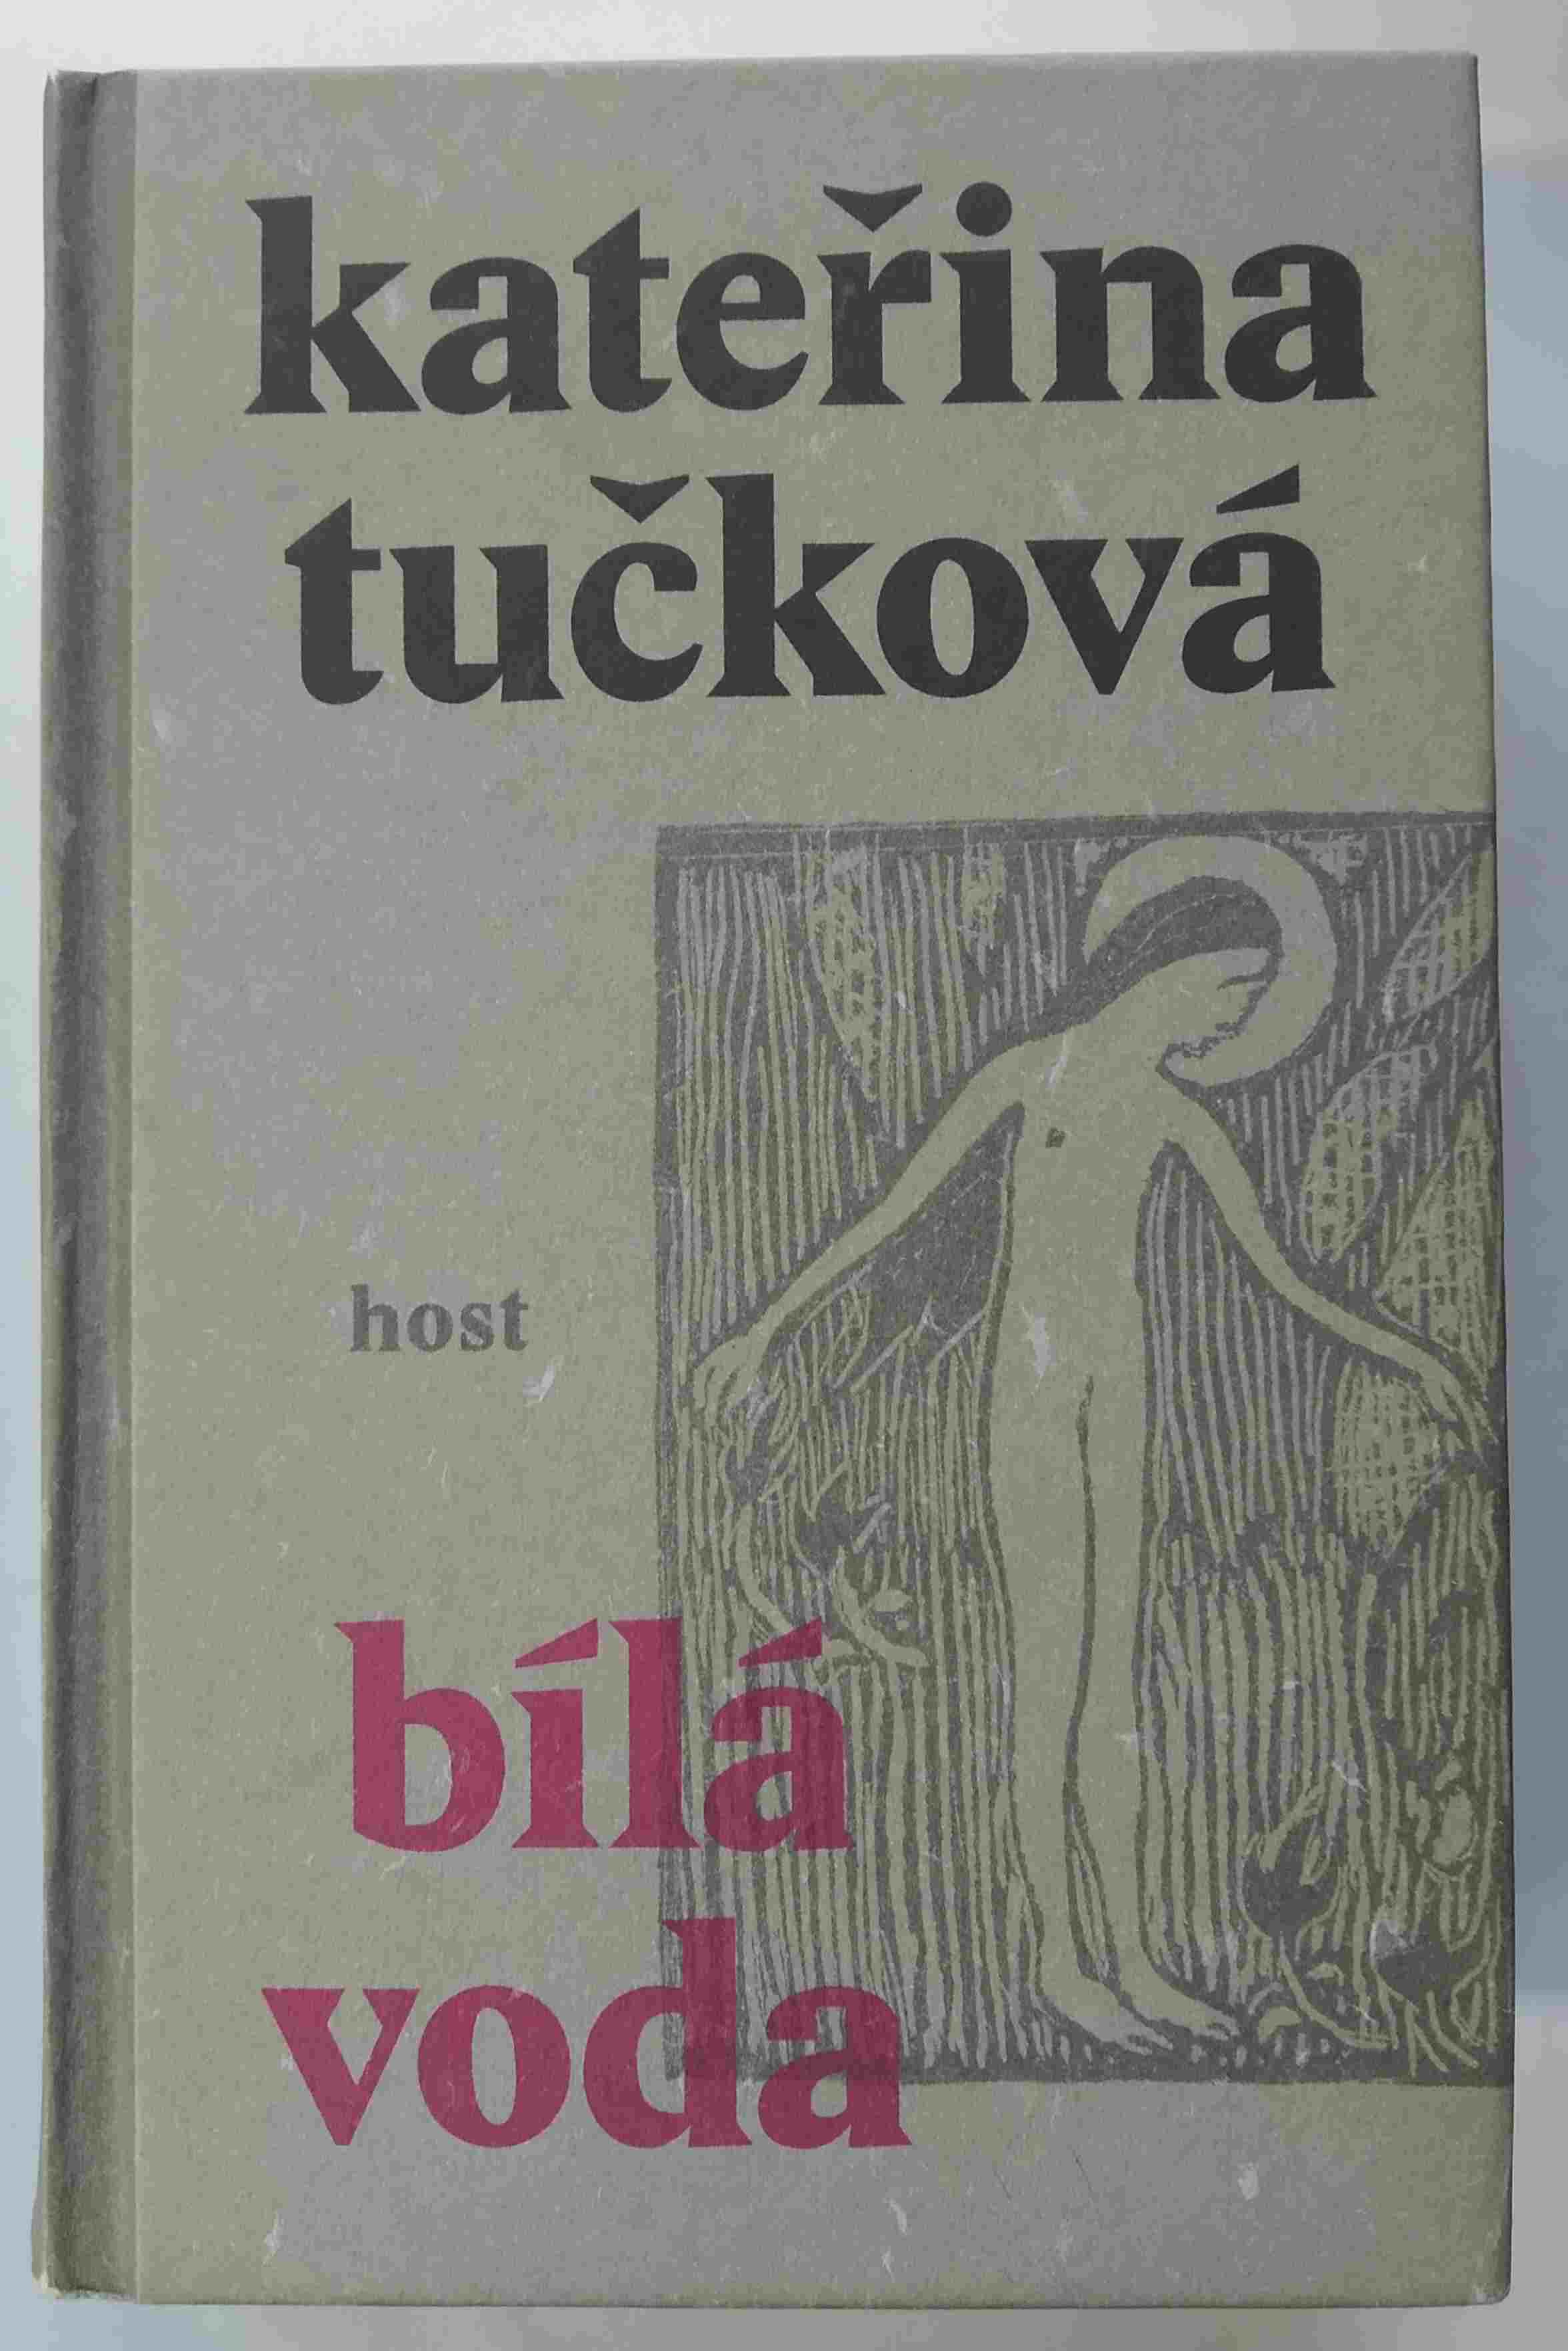 kateřina
tučková
host
bílá
voda